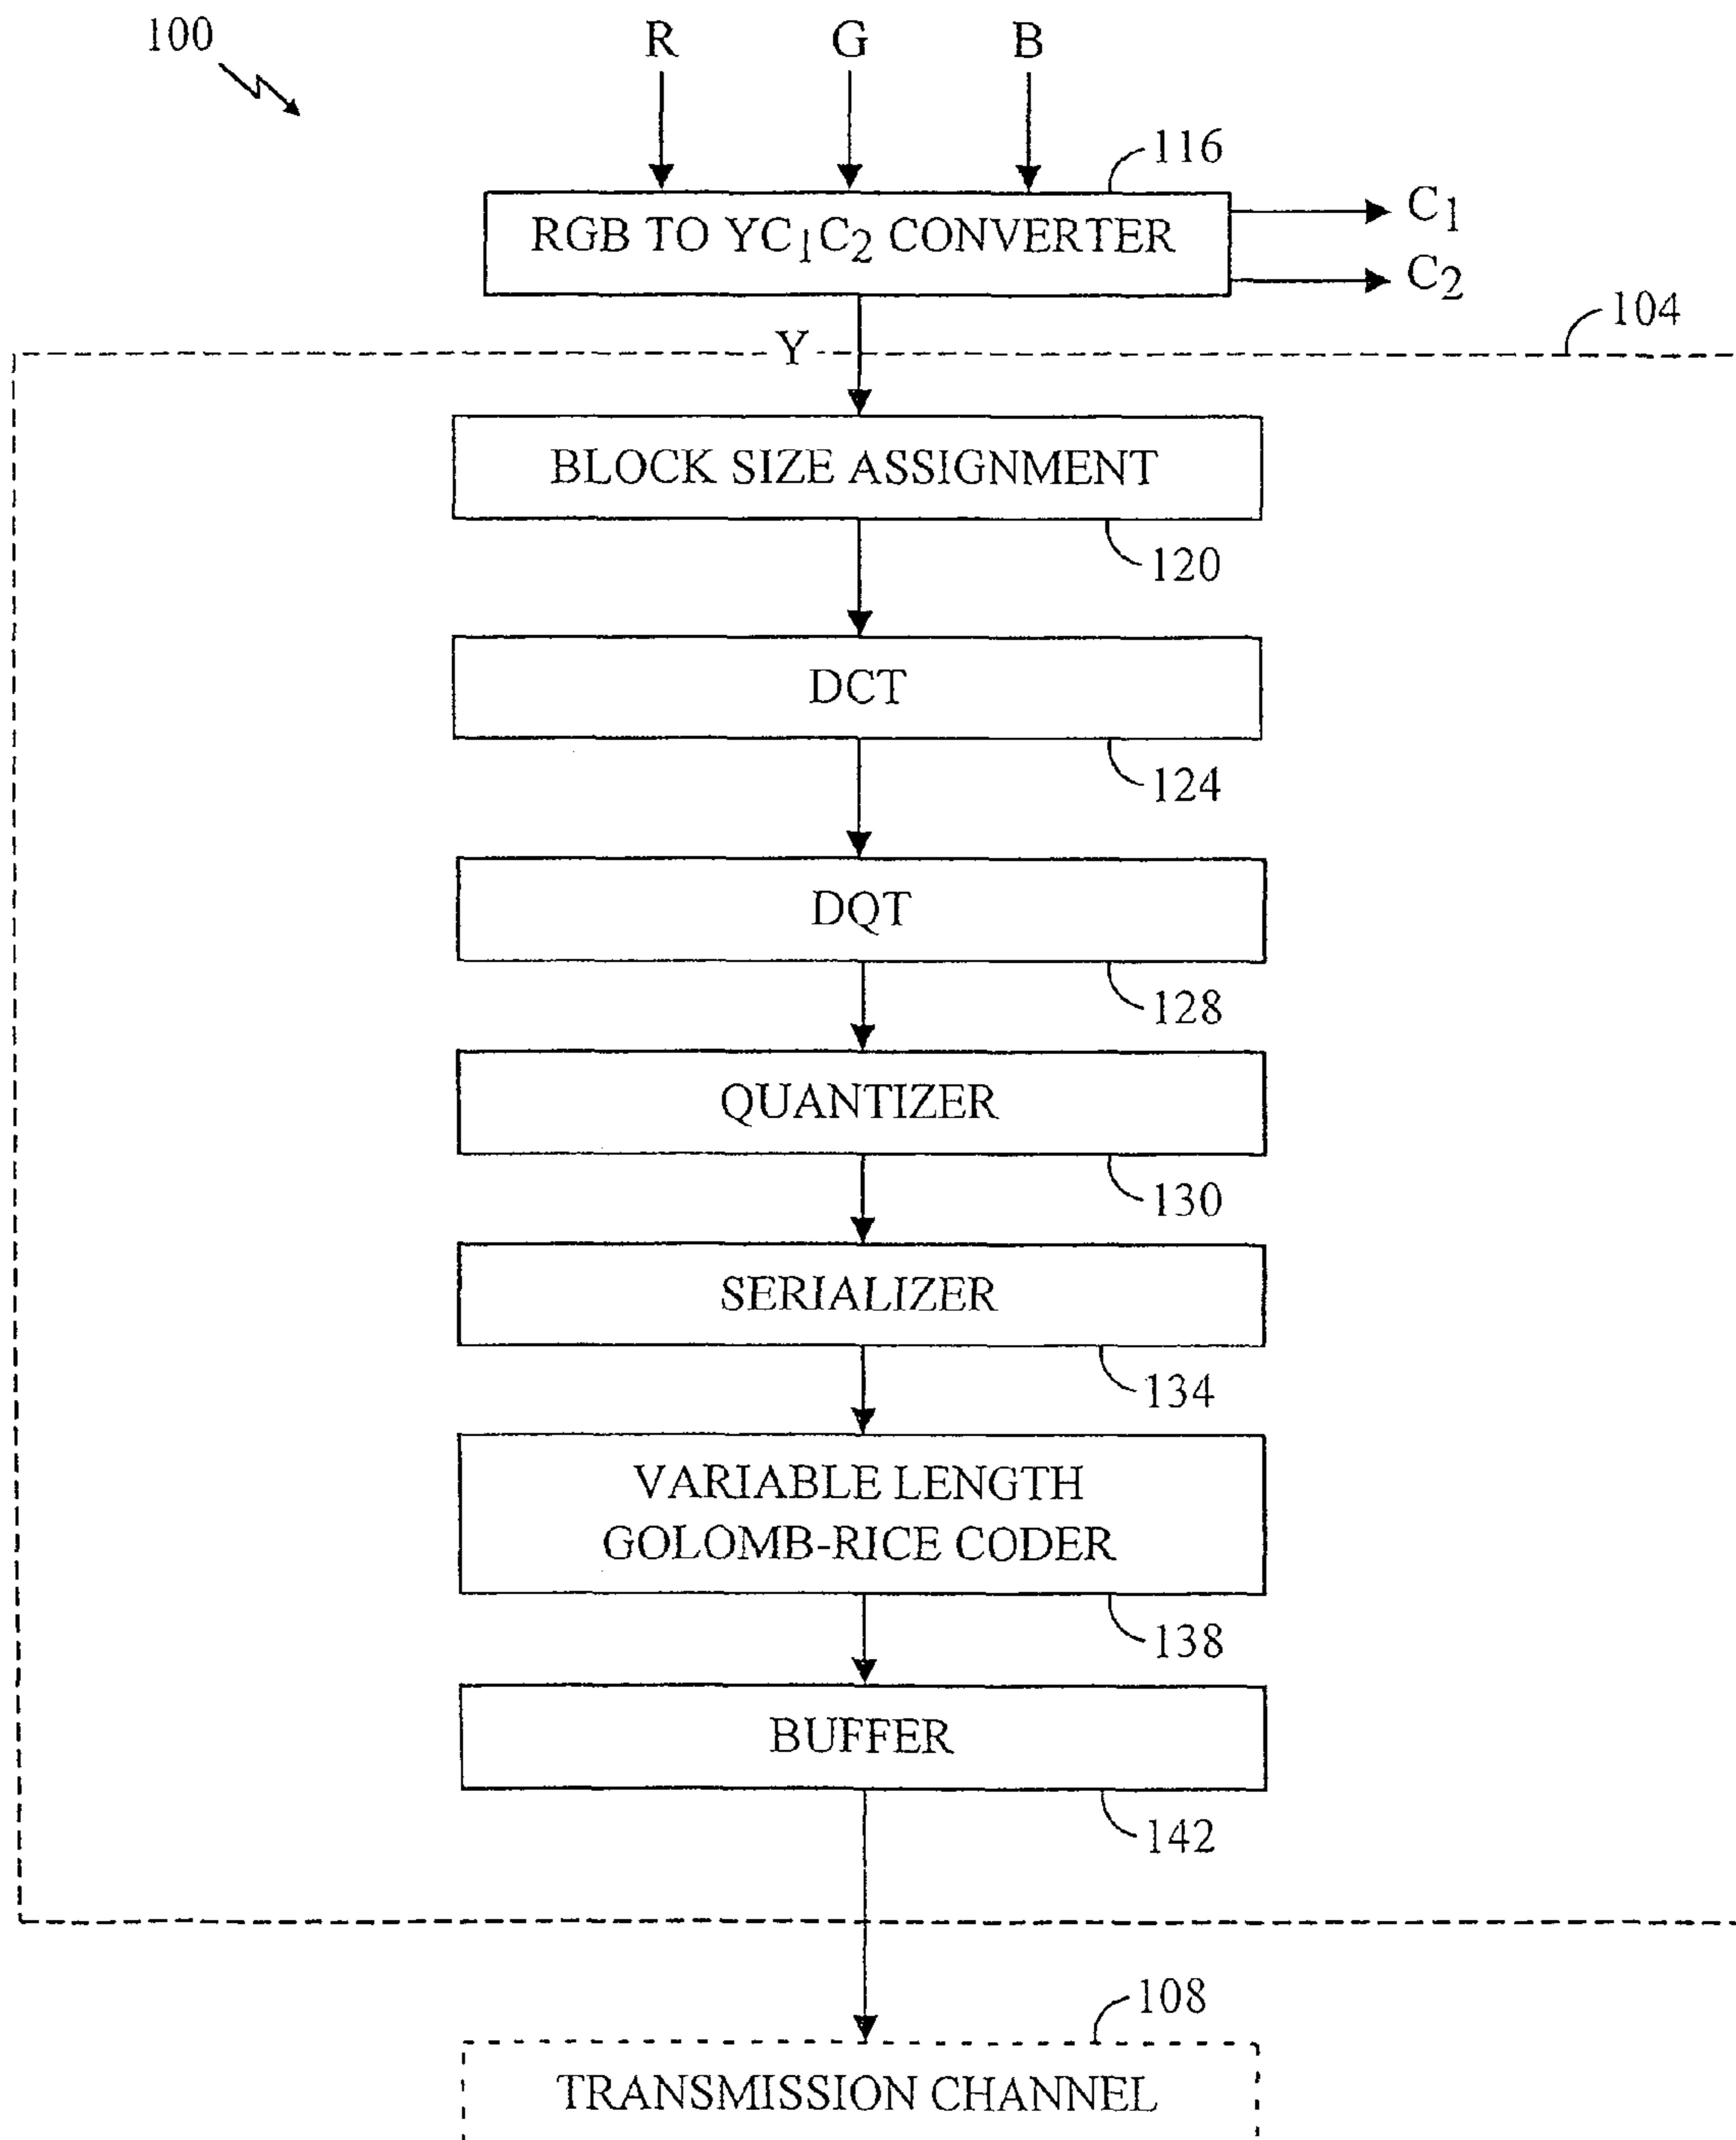 100
R G B
116
RGB TO YC1C2 CONVERTER
C1
C2
104
Y
BLOCK SIZE ASSIGNMENT
120
DCT
124
DQT
128
QUANTIZER
130
SERIALIZER
134
VARIABLE LENGTH
GOLOMB-RICE CODER
138
BUFFER
142
108
TRANSMISSION CHANNEL